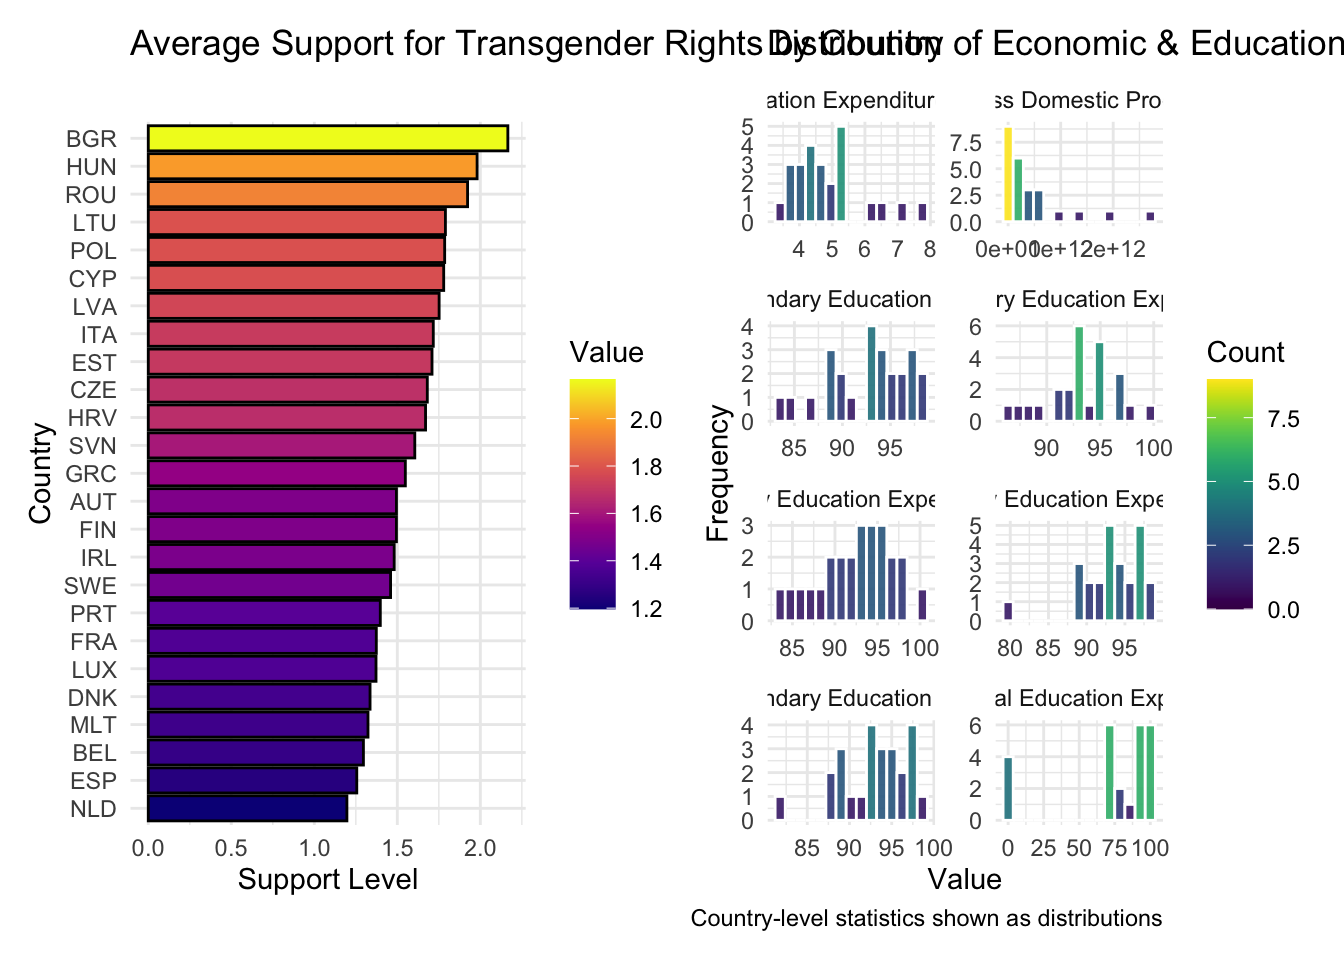 Average Support for Transgender Rights by Country
BGR
HUN
ROU
LTU
POL
CYP
LVA
ITA
EST
CZE
HRV
SVN
GRC
AUT
FIN
IRL
SWE
PRT
FRA
LUX
DNK
MLT
BEL
ESP
NLD
Country
0.0 0.5 1.0 1.5 2.0
Support Level
Value
2.0
1.8
1.6
1.4
1.2
Distribution of Economic & Education
ation Expenditur
5
4
3
2
1
0
4 5 6 7 8
ss Domestic Pro
7.5
5.0
2.5
0.0
0e+00 1e+12 2e+12
ndary Education
4
3
2
1
0
85 90 95
ry Education Exp
6
4
2
0
90 95 100
y Education Expe
3
2
1
0
85 90 95 100
y Education Expe
5
4
3
2
1
0
80 85 90 95
ndary Education
4
3
2
1
0
85 90 95 100
al Education Exp
6
4
2
0
0 25 50 75 100
Frequency
Value
Count
7.5
5.0
2.5
0.0
Country-level statistics shown as distributions